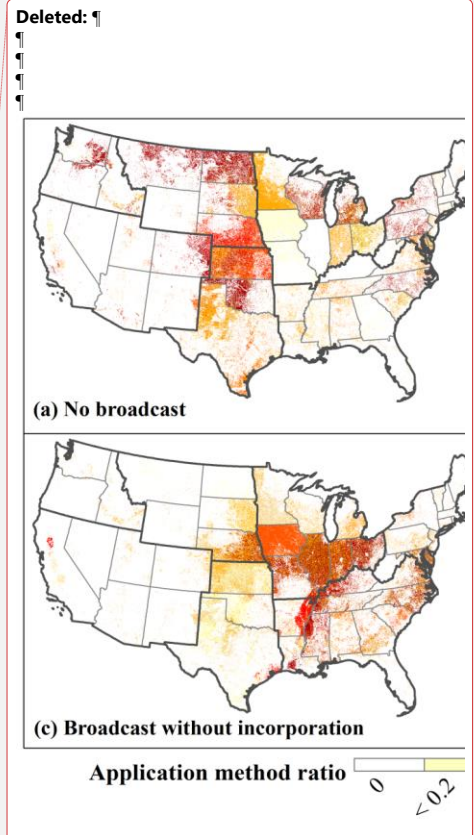 Deleted: ¶
¶
¶
¶
¶
(a) No broadcast
(c) Broadcast without incorporation
Application method ratio
0
< 0.2